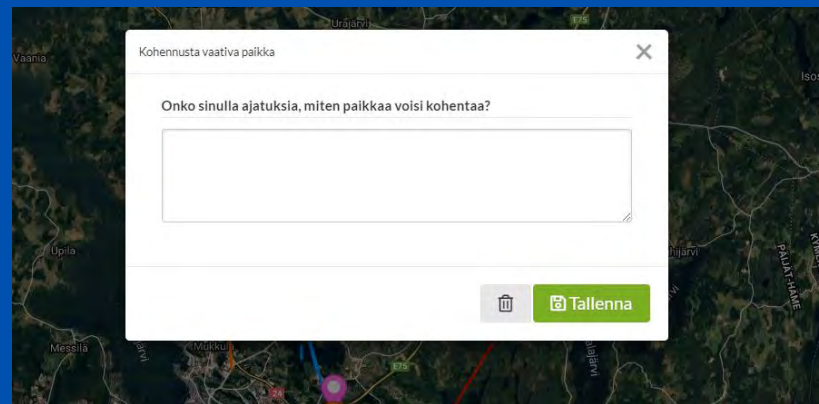 Urajärvi
E75
Vaania
Kohennusta vaativa paikka
Onko sinulla ajatuksia, miten paikkaa voisi kohentaa?
Upila
PÄIJÄT-HÄME
Tallenna
Messilä
Mukkula
E75
24